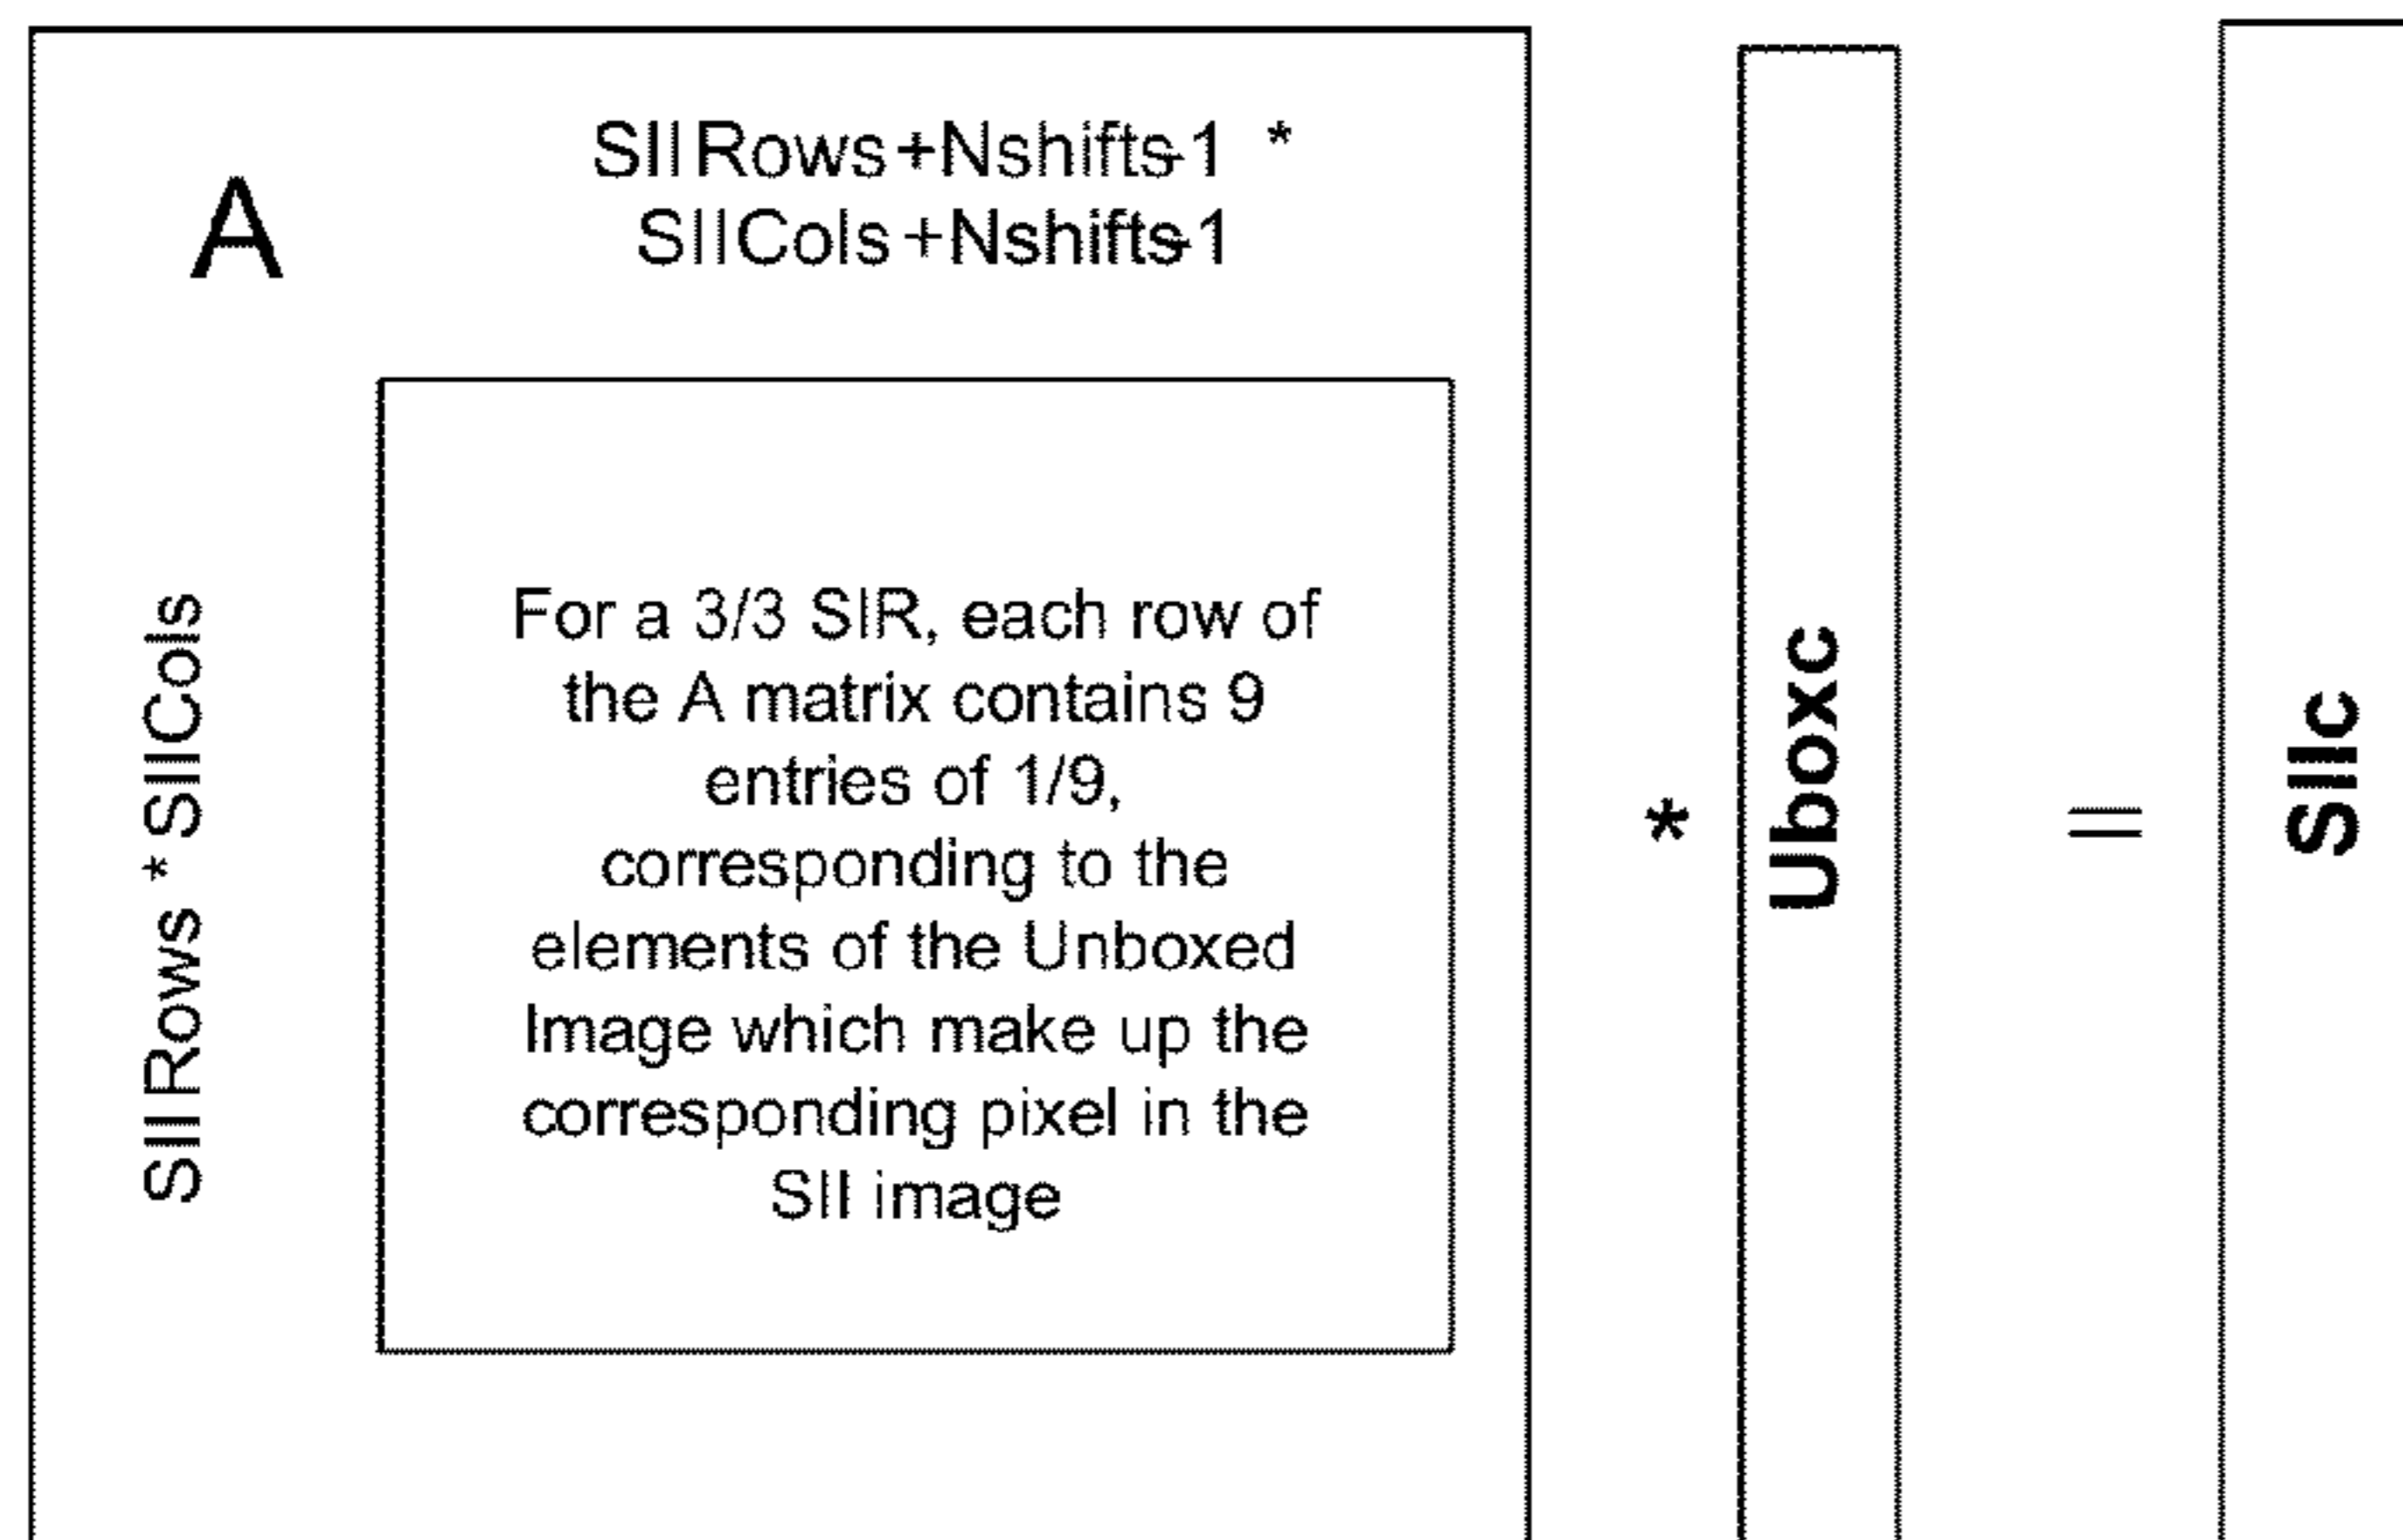 A
SIIRows+Nshifts-1 *
SIICols+Nshifts-1
SIIRows * SIICols
For a 3/3 SIR, each row of
the A matrix contains 9
entries of 1/9,
corresponding to the
elements of the Unboxed
Image which make up the
corresponding pixel in the
SII image
*
Uboxc
=
SIIc